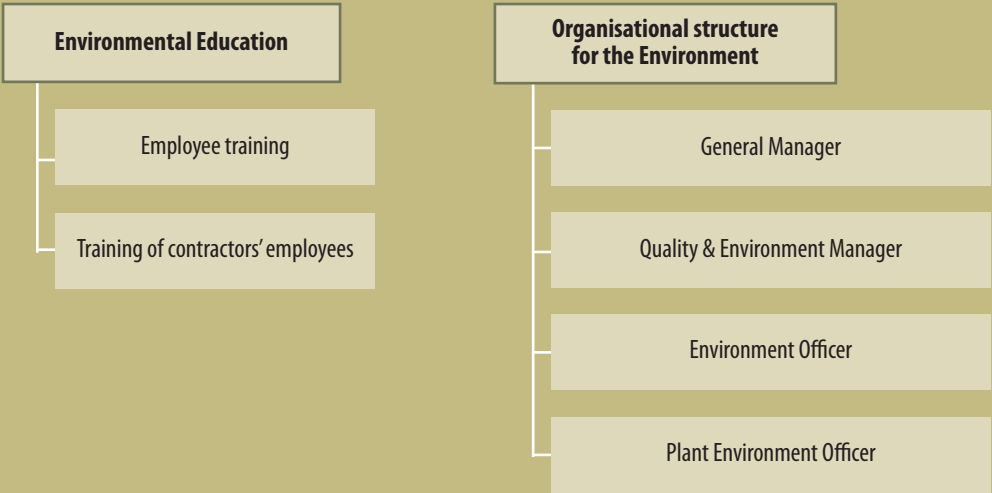 Environmental Education
Employee training
Training of contractors’ employees
Organisational structure
for the Environment
General Manager
Quality & Environment Manager
Environment Officer
Plant Environment Officer